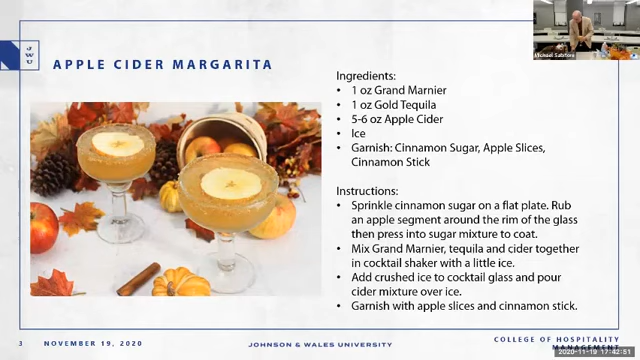 J
W
U
APPLE CIDER MARGARITA
Ingredients:
• 1 oz Grand Marnier
• 1 oz Gold Tequila
• 5-6 oz Apple Cider
• Ice
• Garnish: Cinnamon Sugar, Apple Slices,
Cinnamon Stick
Instructions:
• Sprinkle cinnamon sugar on a flat plate. Rub
an apple segment around the rim of the glass
then press into sugar mixture to coat.
• Mix Grand Marnier, tequila and cider together
in cocktail shaker with a little ice.
• Add crushed ice to cocktail glass and pour
cider mixture over ice.
• Garnish with apple slices and cinnamon stick.
Michael Sabitoni
3 NOVEMBER 19, 2020
JOHNSON & WALES UNIVERSITY
COLLEGE OF HOSPITALITY
MANAGEMENT
2020-11-19 17:42:51